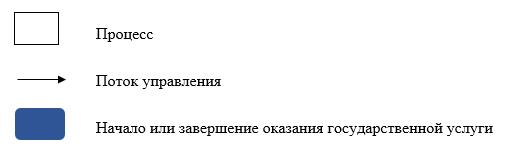 Процесс
Поток управления
Начало или завершение оказания государственной услуги